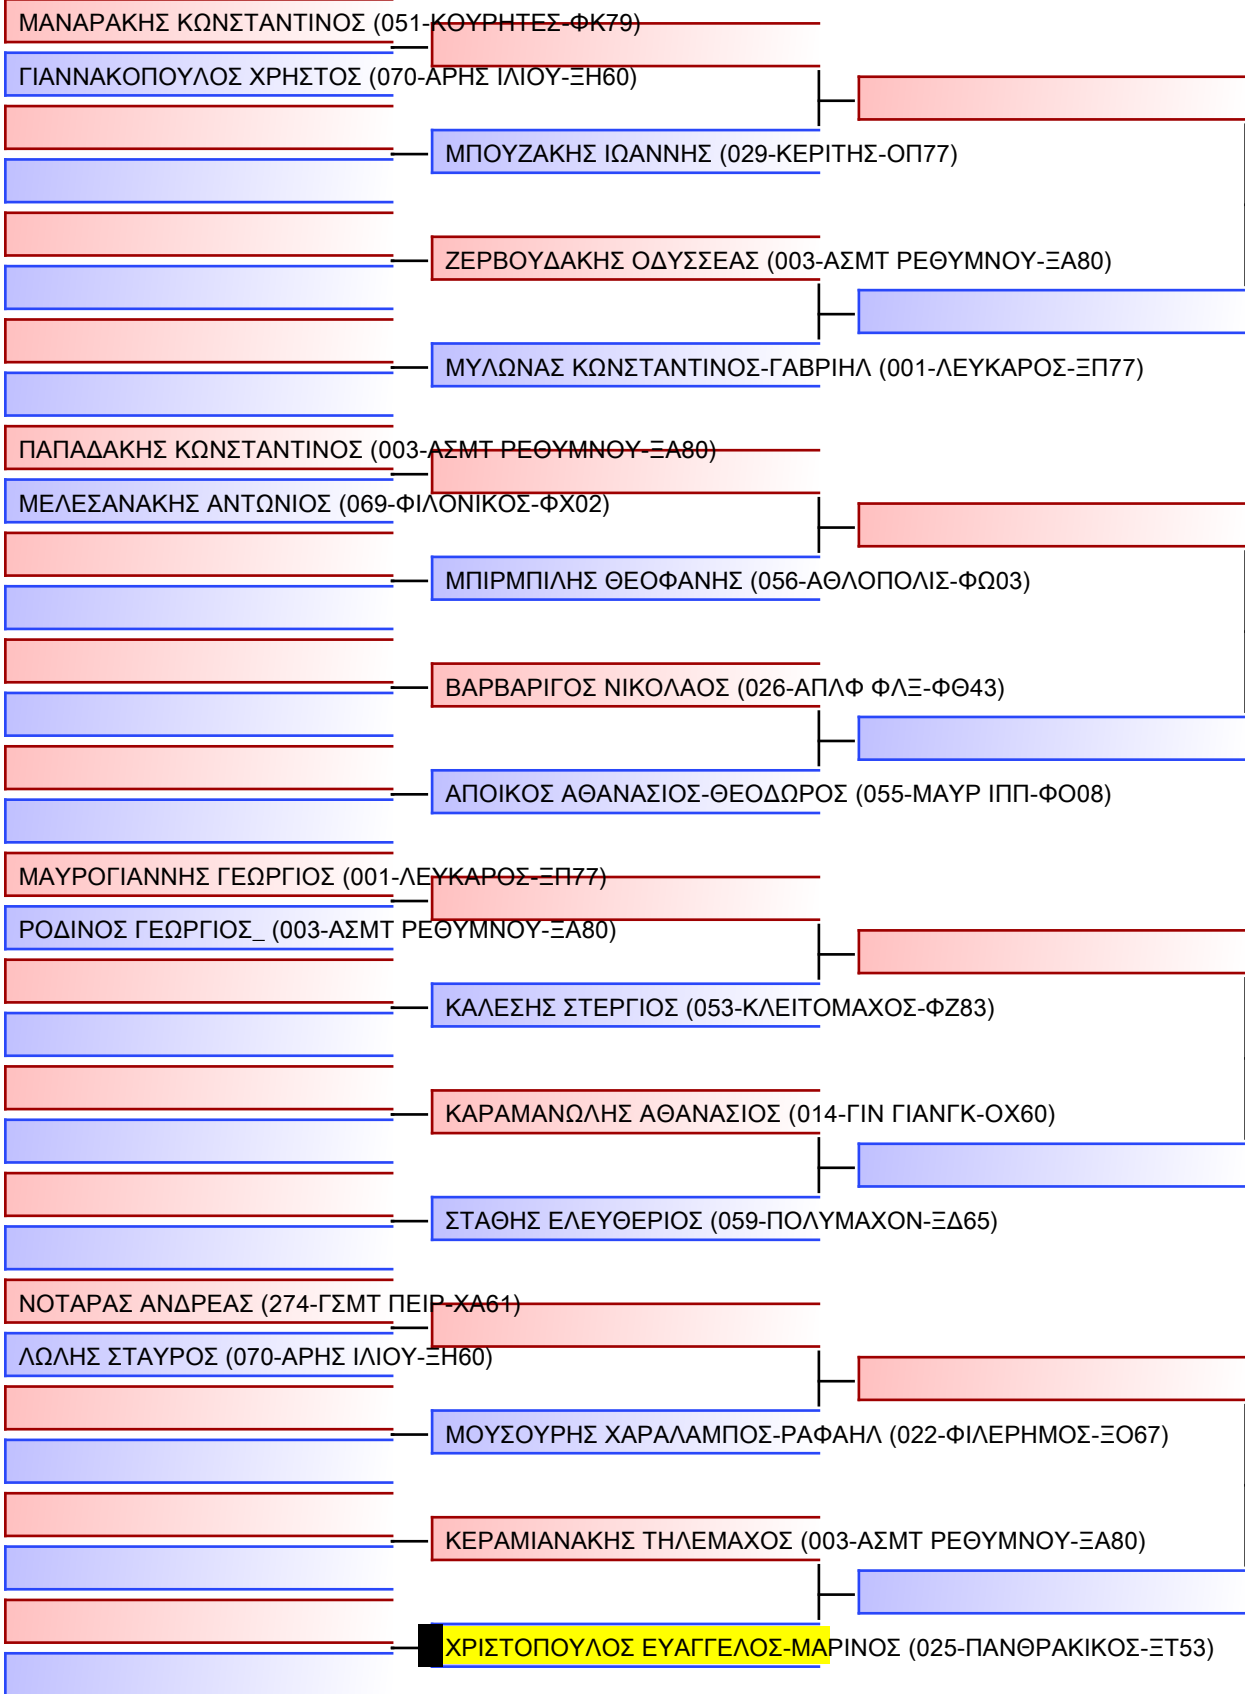 ΜΑΝΑΡΑΚΗΣ ΚΩΝΣΤΑΝΤΙΝΟΣ (051-ΚΟΥΡΗΤΕΣ-ΦΚ79)
ΓΙΑΝΝΑΚΟΠΟΥΛΟΣ ΧΡΗΣΤΟΣ (070-ΑΡΗΣ ΙΛΙΟΥ-ΞΗ60)
ΜΠΟΥΖΑΚΗΣ ΙΩΑΝΝΗΣ (029-ΚΕΡΙΤΗΣ-ΟΠ77)
ΖΕΡΒΟΥΔΑΚΗΣ ΟΔΥΣΣΕΑΣ (003-ΑΣΜΤ ΡΕΘΥΜΝΟΥ-ΞΑ80)
ΜΥΛΩΝΑΣ ΚΩΝΣΤΑΝΤΙΝΟΣ-ΓΑΒΡΙΗΛ (001-ΛΕΥΚΑΡΟΣ-ΞΠ77)
ΠΑΠΑΔΑΚΗΣ ΚΩΝΣΤΑΝΤΙΝΟΣ (003-ΑΣΜΤ ΡΕΘΥΜΝΟΥ-ΞΑ80)
ΜΕΛΕΣΑΝΑΚΗΣ ΑΝΤΩΝΙΟΣ (069-ΦΙΛΟΝΙΚΟΣ-ΦΧ02)
ΜΠΙΡΜΠΙΛΗΣ ΘΕΟΦΑΝΗΣ (056-ΑΘΛΟΠΟΛΙΣ-ΦΩ03)
ΒΑΡΒΑΡΙΓΟΣ ΝΙΚΟΛΑΟΣ (026-ΑΠΛΦ ΦΛΞ-ΦΘ43)
ΑΠΟΙΚΟΣ ΑΘΑΝΑΣΙΟΣ-ΘΕΟΔΩΡΟΣ (055-ΜΑΥΡ ΙΠΠ-ΦΟ08)
ΜΑΥΡΟΓΙΑΝΝΗΣ ΓΕΩΡΓΙΟΣ (001-ΛΕΥΚΑΡΟΣ-ΞΠ77)
ΡΟΔΙΝΟΣ ΓΕΩΡΓΙΟΣ_ (003-ΑΣΜΤ ΡΕΘΥΜΝΟΥ-ΞΑ80)
ΚΑΛΕΣΗΣ ΣΤΕΡΓΙΟΣ (053-ΚΛΕΙΤΟΜΑΧΟΣ-ΦΖ83)
ΚΑΡΑΜΑΝΩΛΗΣ ΑΘΑΝΑΣΙΟΣ (014-ΓΙΝ ΓΙΑΝΓΚ-ΟΧ60)
ΣΤΑΘΗΣ ΕΛΕΥΘΕΡΙΟΣ (059-ΠΟΛΥΜΑΧΟΝ-ΞΔ65)
ΝΟΤΑΡΑΣ ΑΝΔΡΕΑΣ (274-ΓΣΜΤ ΠΕΙΡ-ΧΑ61)
ΛΩΛΗΣ ΣΤΑΥΡΟΣ (070-ΑΡΗΣ ΙΛΙΟΥ-ΞΗ60)
ΜΟΥΣΟΥΡΗΣ ΧΑΡΑΛΑΜΠΟΣ-ΡΑΦΑΗΛ (022-ΦΙΛΕΡΗΜΟΣ-ΞΟ67)
ΚΕΡΑΜΙΑΝΑΚΗΣ ΤΗΛΕΜΑΧΟΣ (003-ΑΣΜΤ ΡΕΘΥΜΝΟΥ-ΞΑ80)
ΧΡΙΣΤΟΠΟΥΛΟΣ ΕΥΑΓΓΕΛΟΣ-ΜΑΡΙΝΟΣ (025-ΠΑΝΘΡΑΚΙΚΟΣ-ΞΤ53)